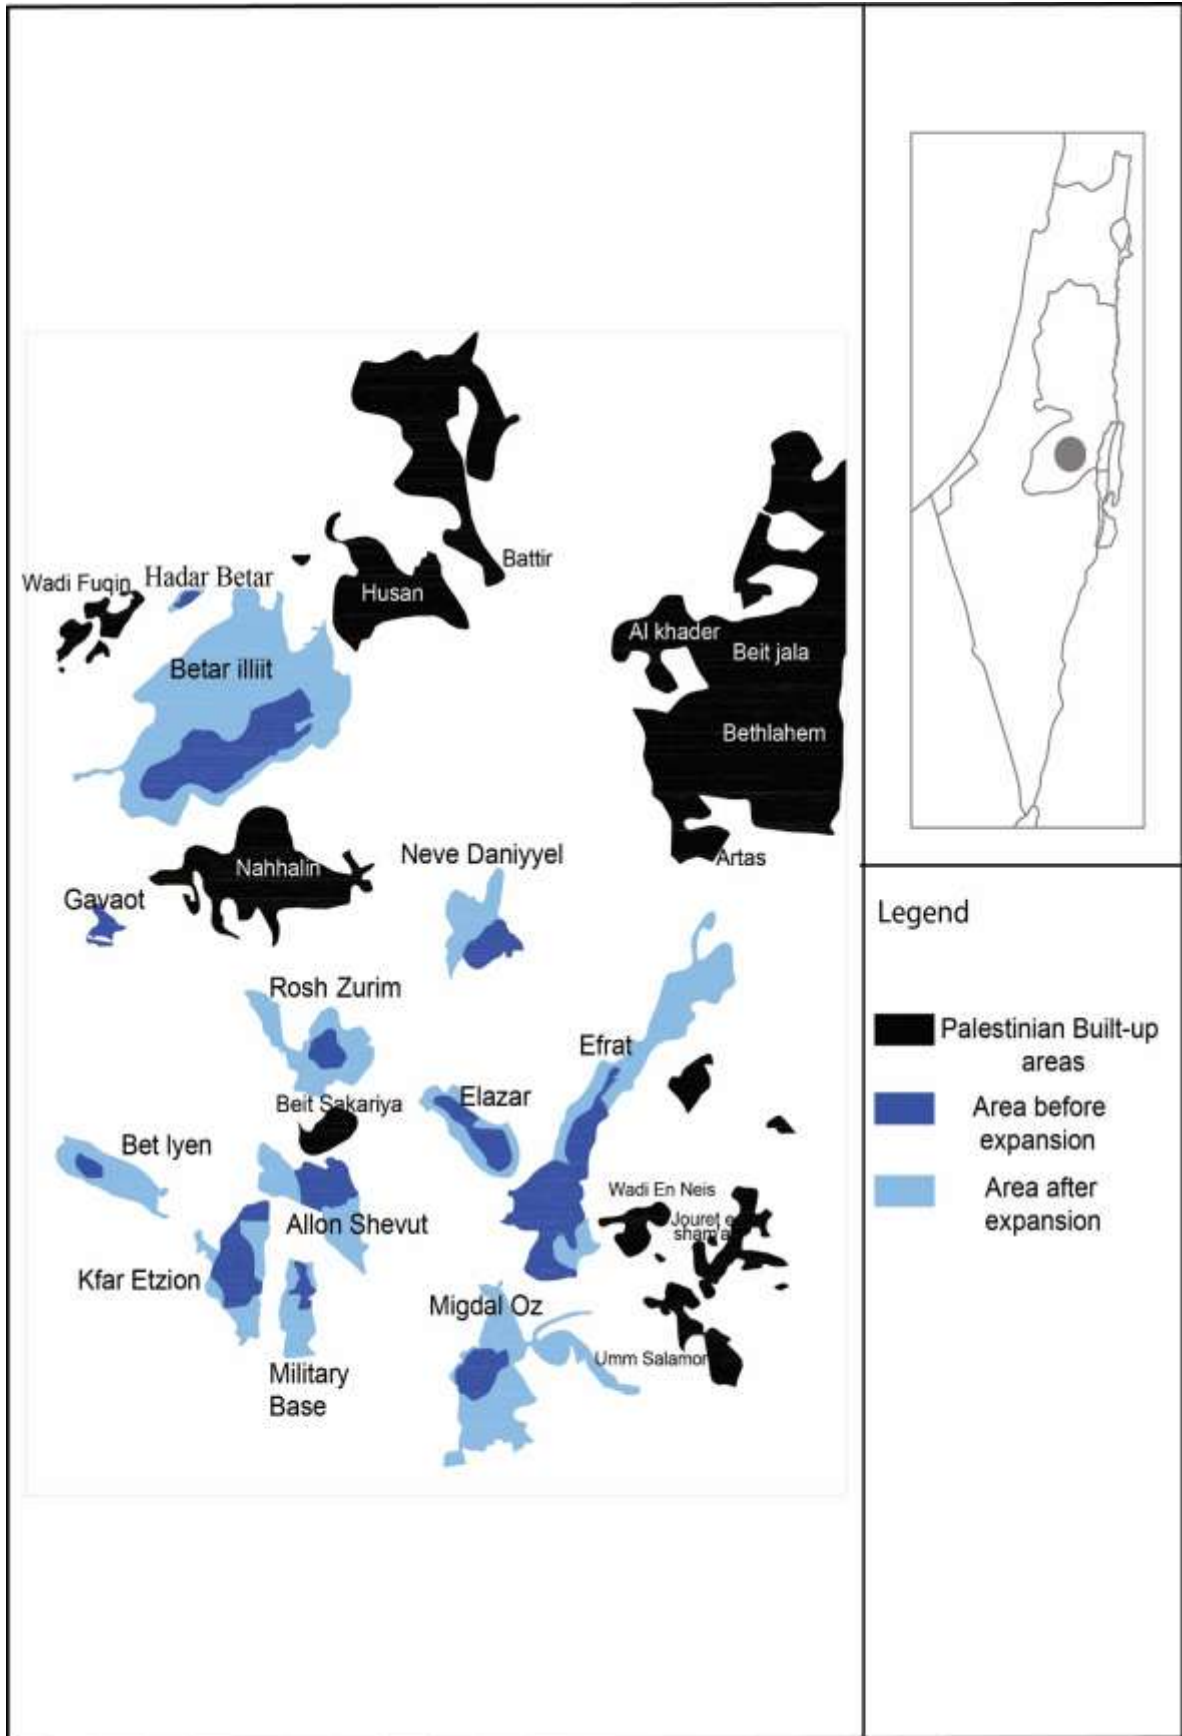 Battir
Wadi Fuqin
Hadar Betar
Husan
Al khader
Beit jala
Betar illiit
Bethlahem
Neve Daniyyel
Artas
Nahhalin
Gavaot
Rosh Zurim
Efrat
Beit Sakariya
Elazar
Bet Iyen
Wadi En Neis
Allon Shevut
Jouret e
sham'a
Kfar Etzion
Migdal Oz
Umm Salamon
Military
Base
Legend
Palestinian Built-up
areas
Area before
expansion
Area after
expansion